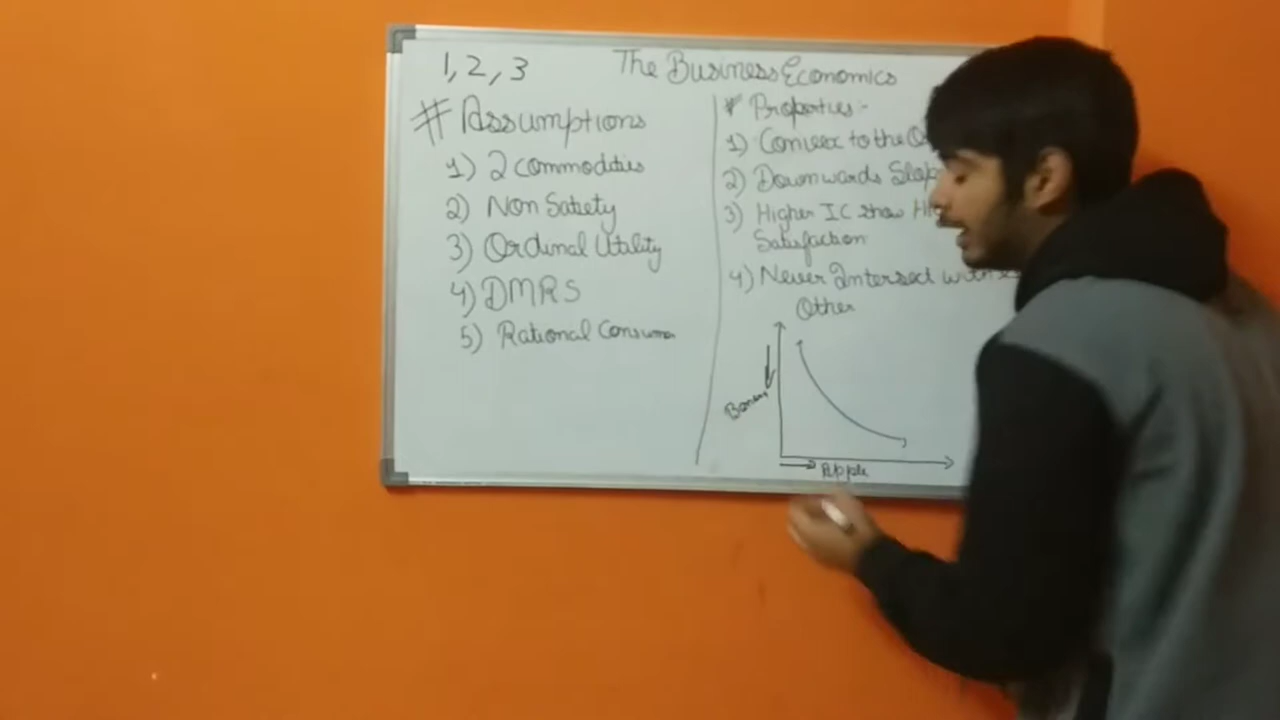 1, 2, 3
The Business Economics
# Assumptions
1) 2 Commodities
2) Non Satiety
3) Ordinal Utility
4) DMRS
5) Rational Consumer
# Properties:-
1) Convex to the
2) Downwards
3) Higher IC show
Satisfaction
4) Never Intersect with
Other
Apple